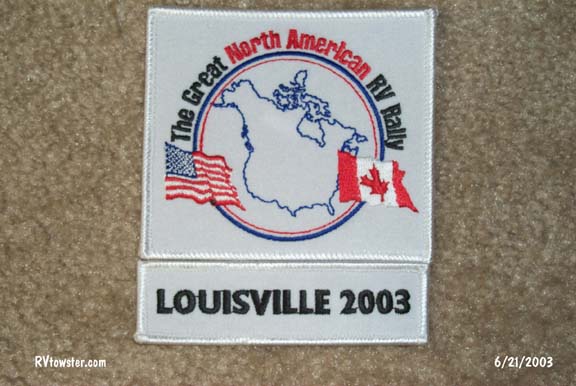 The Great North American RV Rally
LOUISVILLE 2003
RVtowster.com
6/21/2003